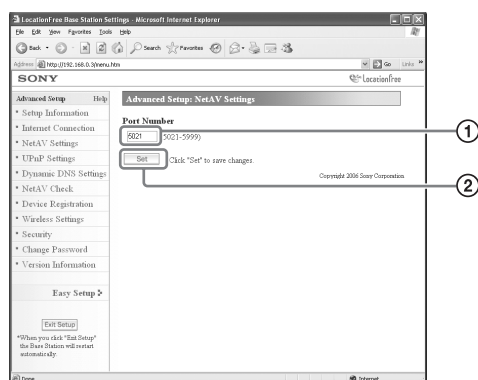 LocationFree Base Station Settings - Microsoft Internet Explorer
File Edit View Favorites Tools Help
Back Search Favorites
Address http://192.168.0.3/menu.htm Go Links »
SONY LocationFree
Advanced Setup Help
* Setup Information
* Internet Connection
* NetAV Settings
* UPnP Settings
* Dynamic DNS Settings
* NetAV Check
* Device Registration
* Wireless Settings
* Security
* Change Password
* Version Information
Easy Setup
Exit Setup
*When you click "Exit Setup"
the Base Station will restart
automatically.
Advanced Setup: NetAV Settings
Port Number
5021 5021-5999)
Set Click "Set" to save changes.
Copyright 2006 Sony Corporation
1
2
Done Internet